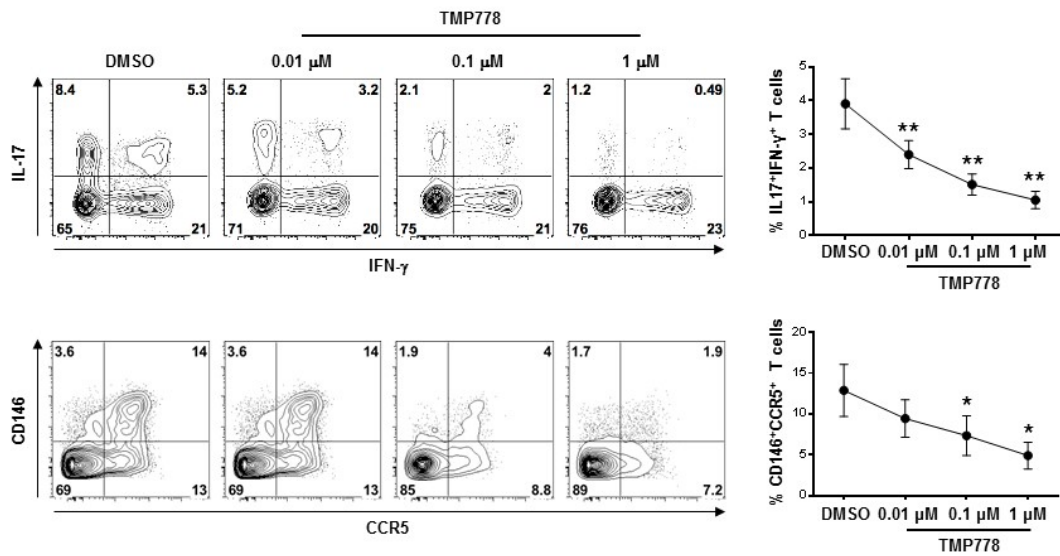 TMP778
DMSO 0.01 µM 0.1 µM 1 µM
8.4 5.3 5.2 3.2 2.1 2 1.2 0.49
IL-17
65 21 71 20 75 21 76 23
IFN-γ
% IL17⁺IFN-γ⁺ T cells
5
4
3
2
1
0
** ** **
DMSO 0.01 µM 0.1 µM 1 µM
TMP778
3.6 14 3.6 14 1.9 4 1.7 1.9
CD146
69 13 69 13 85 8.8 89 7.2
CCR5
% CD146⁺CCR5⁺ T cells
20
15
10
5
0
* *
DMSO 0.01 µM 0.1 µM 1 µM
TMP778